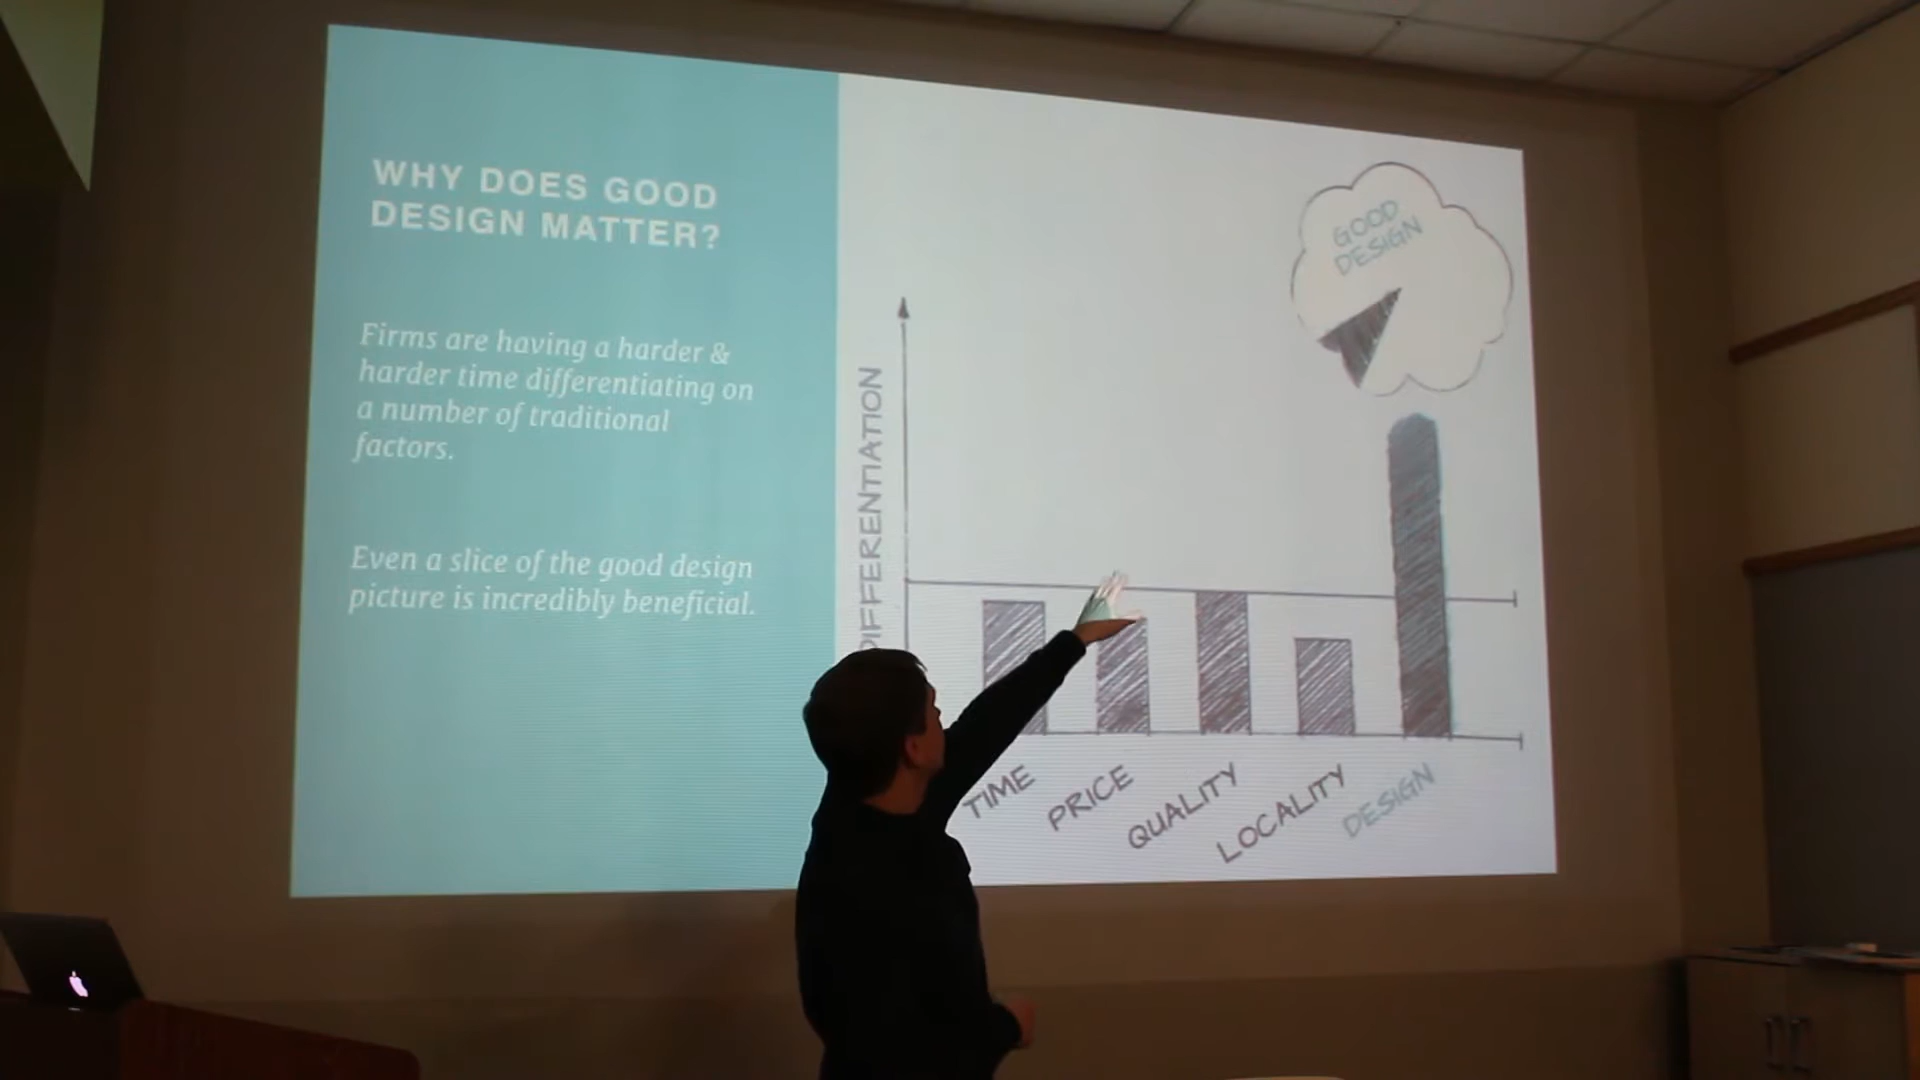 WHY DOES GOOD
DESIGN MATTER?
Firms are having a harder &
harder time differentiating on
a number of traditional
factors.
Even a slice of the good design
picture is incredibly beneficial.
GOOD
DESIGN
DIFFERENTIATION
TIME
PRICE
QUALITY
LOCALITY
DESIGN